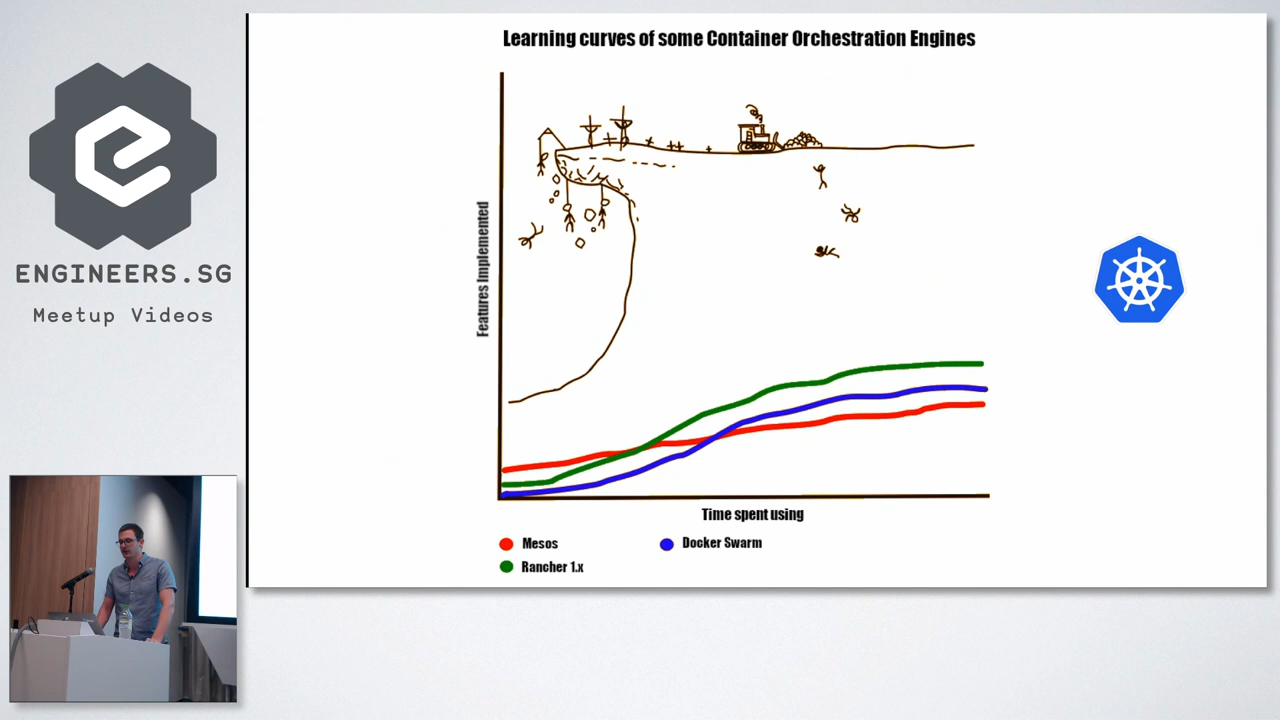 Learning curves of some Container Orchestration Engines
ENGINEERS.SG
Meetup Videos
Features Implemented
Time spent using
Mesos
Docker Swarm
Rancher 1.x